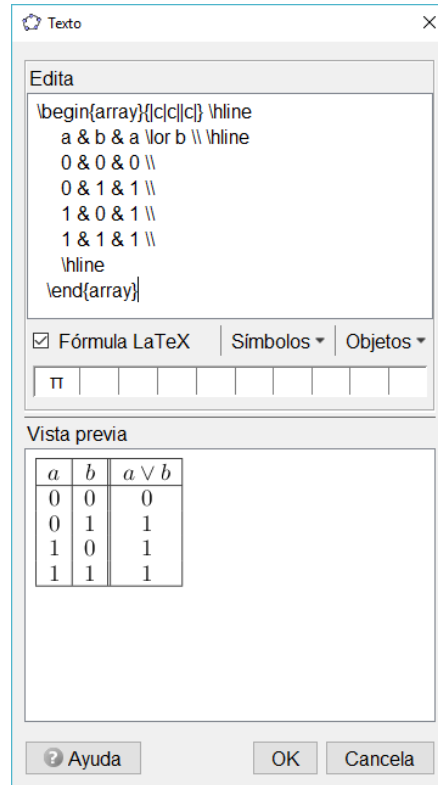 Texto
Edita
\begin{array}{|c|c||c|} \hline
a & b & a \lor b \\ \hline
0 & 0 & 0 \\
0 & 1 & 1 \\
1 & 0 & 1 \\
1 & 1 & 1 \\
\hline
\end{array}
Fórmula LaTeX Símbolos Objetos
π
Vista previa
a b a ∨ b
0 0 0
0 1 1
1 0 1
1 1 1
Ayuda OK Cancela